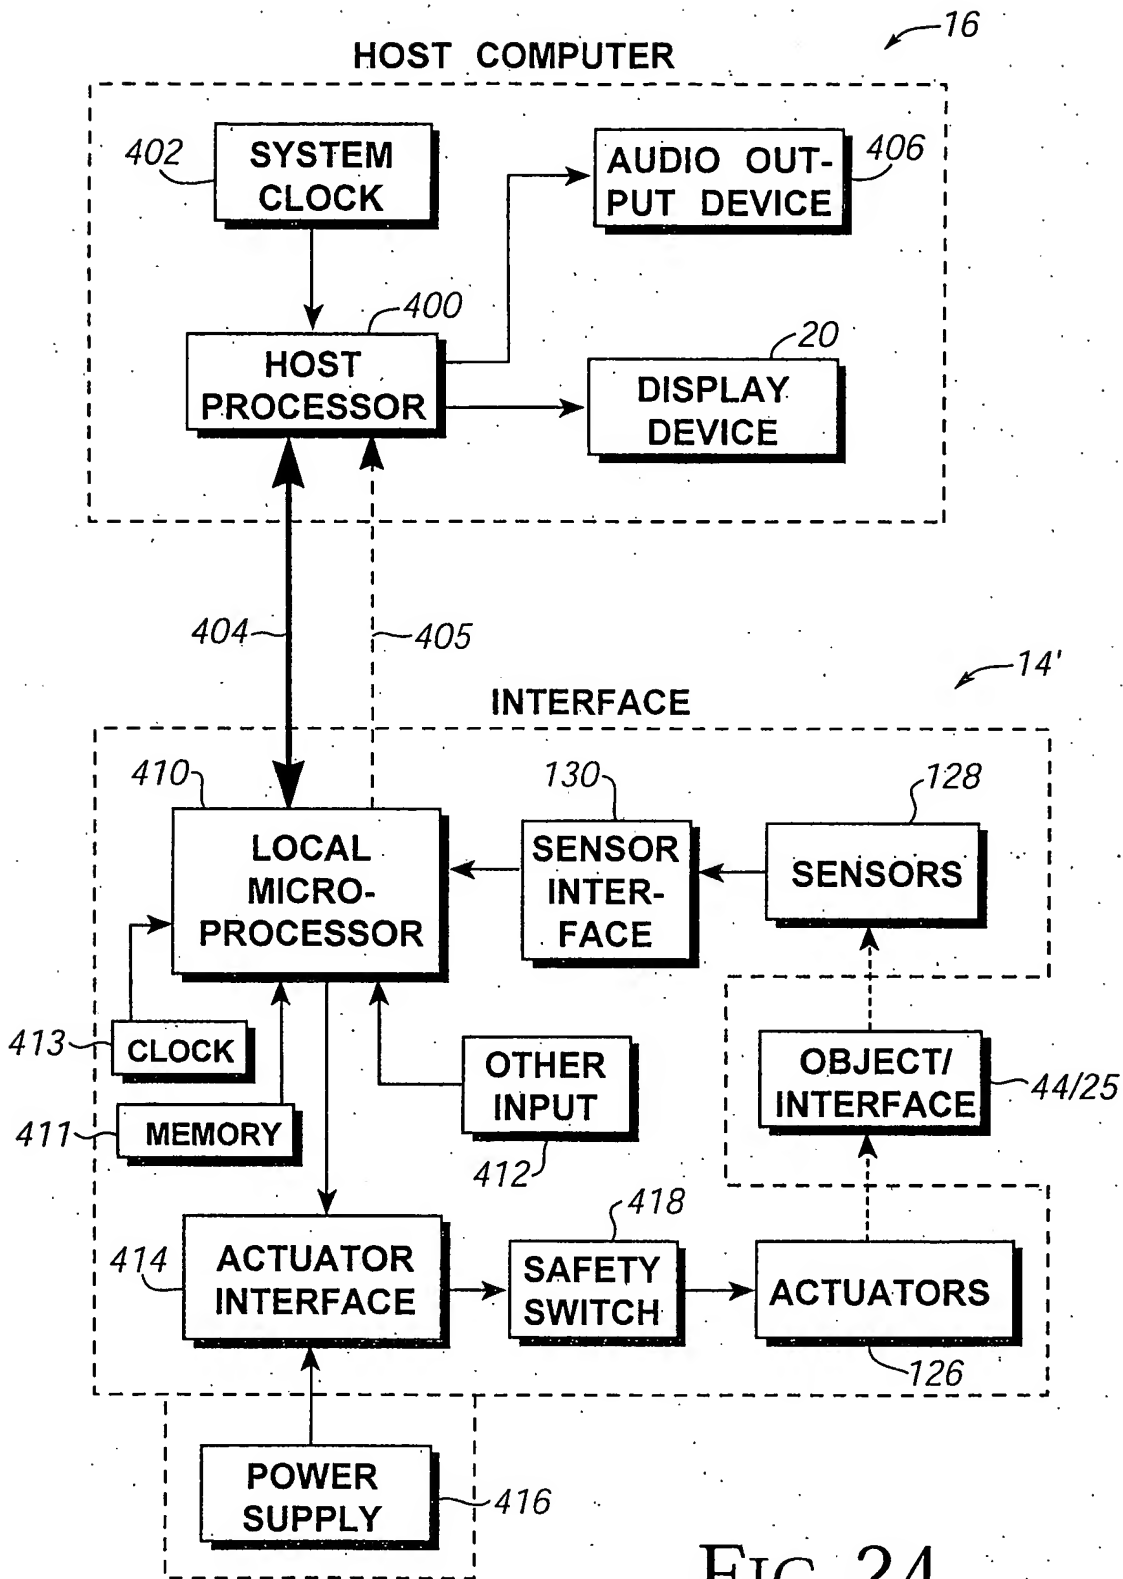 16
HOST COMPUTER
402
SYSTEM
CLOCK
AUDIO OUT-
PUT DEVICE
406
400
HOST
PROCESSOR
20
DISPLAY
DEVICE
404
405
14'
INTERFACE
410
LOCAL
MICRO-
PROCESSOR
130
SENSOR
INTER-
FACE
128
SENSORS
413
CLOCK
411
MEMORY
OTHER
INPUT
412
OBJECT/
INTERFACE
44/25
414
ACTUATOR
INTERFACE
418
SAFETY
SWITCH
ACTUATORS
126
POWER
SUPPLY
416
FIG. 24